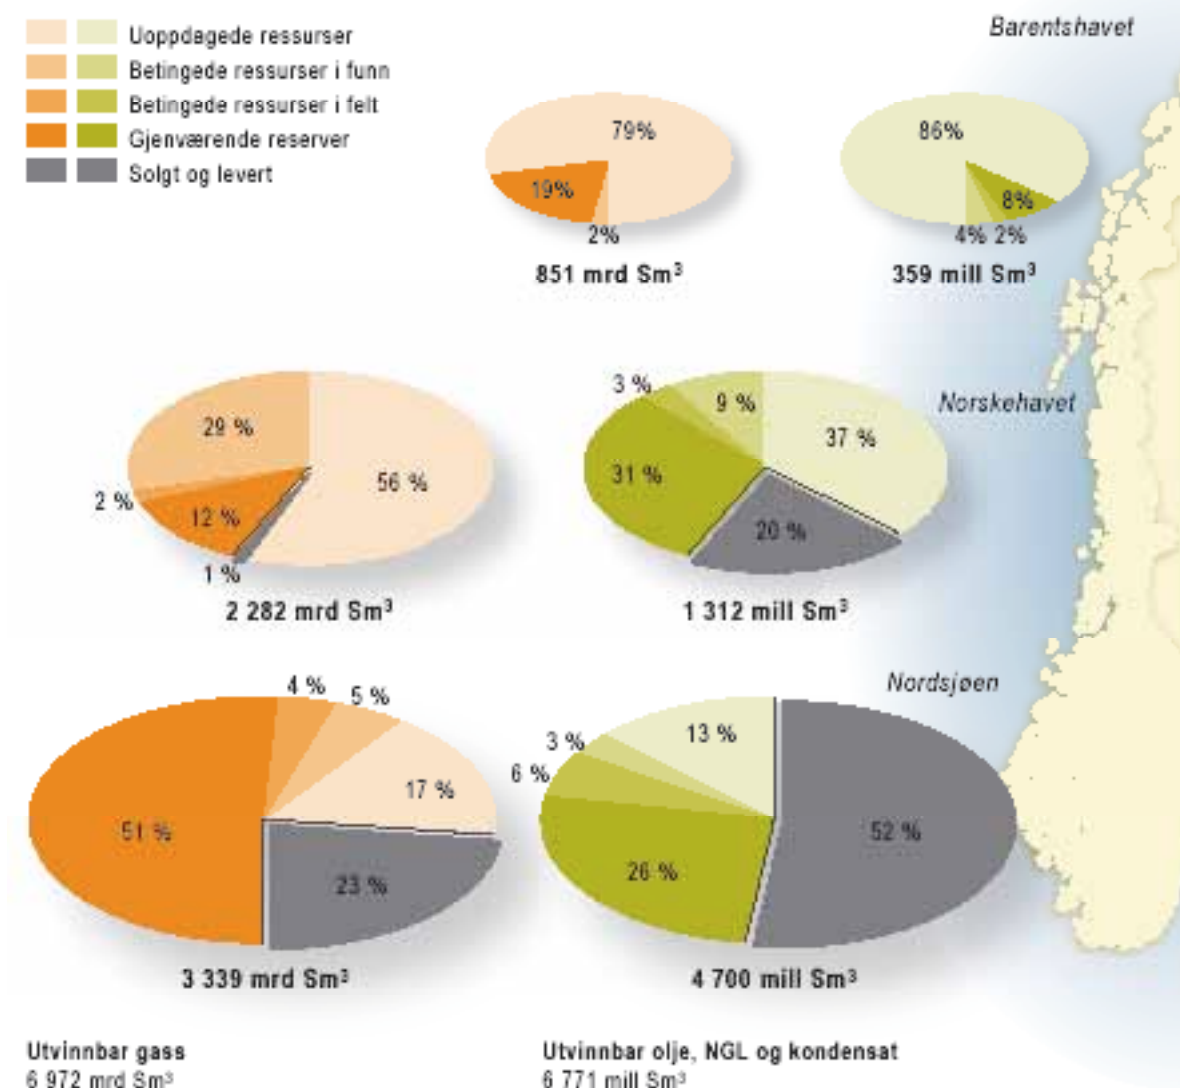 Uoppdagede ressurser
Betingede ressurser i funn
Betingede ressurser i felt
Gjenværende reserver
Solgt og levert
Barentshavet
79%
19%
2%
851 mrd Sm³
86%
8%
4% 2%
359 mill Sm³
Norskehavet
29 %
56 %
2 %
12 %
1 %
2 282 mrd Sm³
3 %
9 %
37 %
31 %
20 %
1 312 mill Sm³
Nordsjøen
4 %
5 %
17 %
51 %
23 %
3 339 mrd Sm³
13 %
3 %
6 %
52 %
26 %
4 700 mill Sm³
Utvinnbar gass
6 972 mrd Sm³
Utvinnbar olje, NGL og kondensat
6 771 mill Sm³